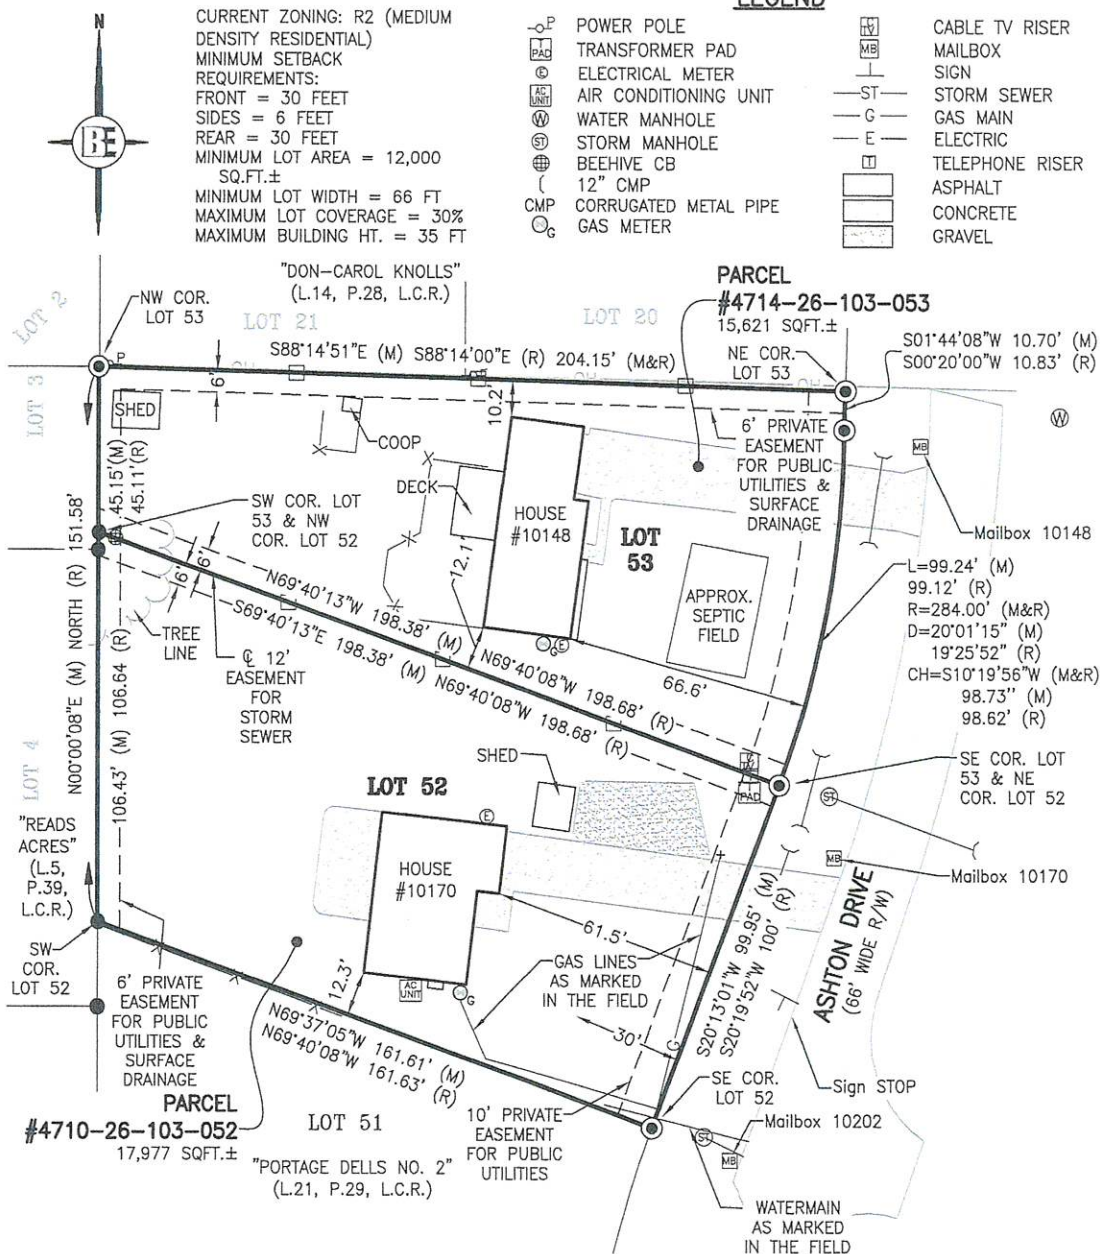 LEGEND
N
BE
CURRENT ZONING: R2 (MEDIUM
DENSITY RESIDENTIAL)
MINIMUM SETBACK
REQUIREMENTS:
FRONT = 30 FEET
SIDES = 6 FEET
REAR = 30 FEET
MINIMUM LOT AREA = 12,000
SQ.FT.±
MINIMUM LOT WIDTH = 66 FT
MAXIMUM LOT COVERAGE = 30%
MAXIMUM BUILDING HT. = 35 FT
P POWER POLE
T PAD TRANSFORMER PAD
E ELECTRICAL METER
AC UNIT AIR CONDITIONING UNIT
W WATER MANHOLE
ST STORM MANHOLE
BEEHIVE CB
12" CMP
CMP CORRUGATED METAL PIPE
G GAS METER
C TV CABLE TV RISER
MB MAILBOX
SIGN
ST STORM SEWER
G GAS MAIN
E ELECTRIC
T TELEPHONE RISER
ASPHALT
CONCRETE
GRAVEL
"DON-CAROL KNOLLS"
(L.14, P.28, L.C.R.)
PARCEL
#4714-26-103-053
15,621 SQFT.±
LOT 2
NW COR.
LOT 53
LOT 21
LOT 20
S88°14'51"E (M) S88°14'00"E (R) 204.15' (M&R)
NE COR.
LOT 53
S01°44'08"W 10.70' (M)
S00°20'00"W 10.83' (R)
P
OH
OH
OH
LOT 3
6'
SHED
COOP
10.2'
6' PRIVATE
EASEMENT
FOR PUBLIC
UTILITIES &
SURFACE
DRAINAGE
W
MB
Mailbox 10148
45.15'(M)
45.11'(R)
SW COR. LOT
53 & NW
COR. LOT 52
DECK
HOUSE
#10148
LOT
53
N00°00'08"E (M) NORTH (R) 151.58'
106.43' (M) 106.64 (R)
6'
6'
12.1'
APPROX.
SEPTIC
FIELD
L=99.24' (M)
99.12' (R)
R=284.00' (M&R)
D=20°01'15" (M)
19°25'52" (R)
CH=S10°19'56"W (M&R)
98.73'' (M)
98.62' (R)
N69°40'13"W 198.38' (M)
S69°40'13"E 198.38' (M)
N69°40'08"W 198.68' (R)
N69°40'08"W 198.68' (R)
TREE
LINE
℄ 12'
EASEMENT
FOR
STORM
SEWER
G E
66.6'
LOT 4
SHED
C TV
T PAD
SE COR. LOT
53 & NE
COR. LOT 52
LOT 52
ST
"READS
ACRES"
(L.5,
P.39,
L.C.R.)
E
HOUSE
#10170
MB
Mailbox 10170
ASHTON DRIVE
(66' WIDE R/W)
61.5'
S20°13'01"W 99.95' (M)
S20°19'52"W 100' (R)
SW
COR.
LOT 52
6' PRIVATE
EASEMENT
FOR PUBLIC
UTILITIES &
SURFACE
DRAINAGE
12.3'
AC UNIT
G
GAS LINES
AS MARKED
IN THE FIELD
30'
G
N69°37'05"W 161.61' (M)
N69°40'08"W 161.63' (R)
SE COR.
LOT 52
Sign STOP
PARCEL
#4710-26-103-052
17,977 SQFT.±
LOT 51
10' PRIVATE
EASEMENT
FOR PUBLIC
UTILITIES
ST
MB
Mailbox 10202
"PORTAGE DELLS NO. 2"
(L.21, P.29, L.C.R.)
WATERMAIN
AS MARKED
IN THE FIELD